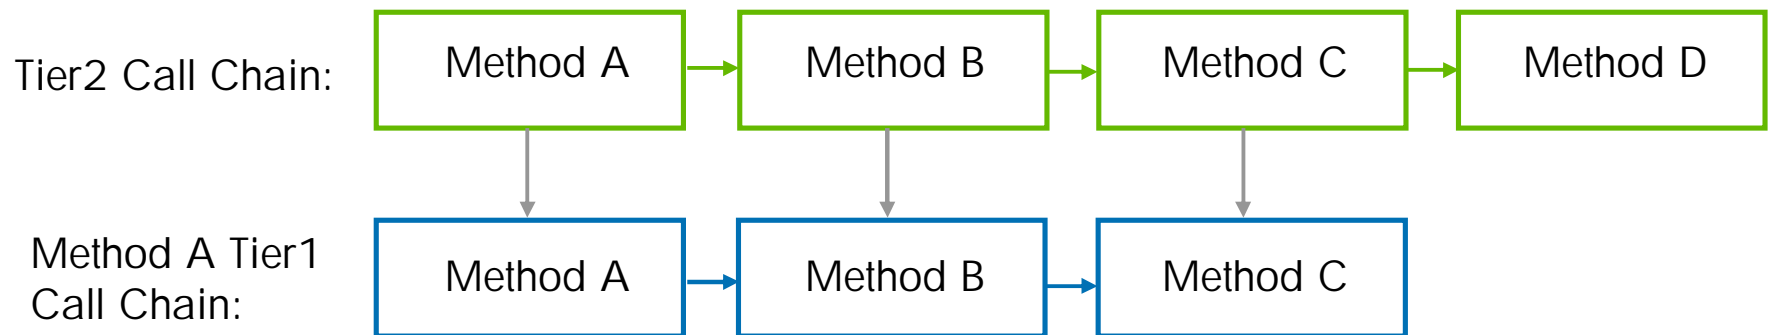 Tier2 Call Chain:
Method A
Method B
Method C
Method D
Method A Tier1
Call Chain:
Method A
Method B
Method C